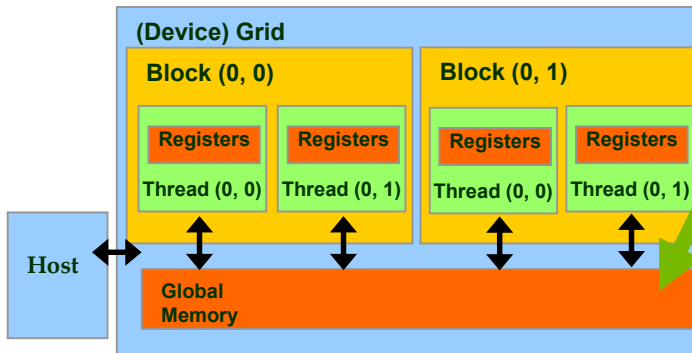 (Device) Grid
Block (0, 0)
Block (0, 1)
Registers
Registers
Registers
Registers
Thread (0, 0)
Thread (0, 1)
Thread (0, 0)
Thread (0, 1)
Host
Global
Memory